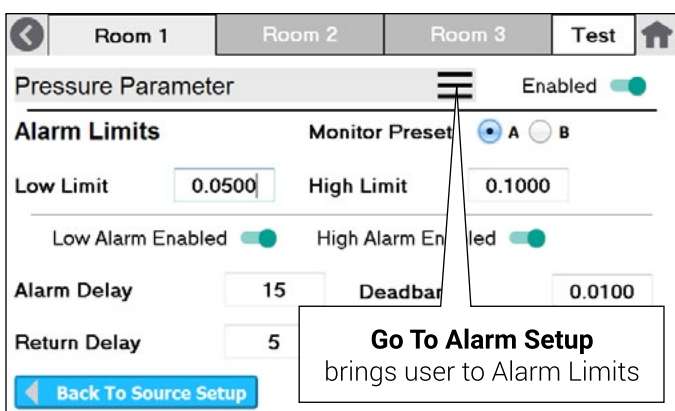 Room 1 Room 2 Room 3 Test
Pressure Parameter Enabled
Alarm Limits Monitor Preset A B
Low Limit 0.0500 High Limit 0.1000
Low Alarm Enabled High Alarm En led
Alarm Delay 15 Deadbar 0.0100
Return Delay 5
Go To Alarm Setup
brings user to Alarm Limits
Back To Source Setup